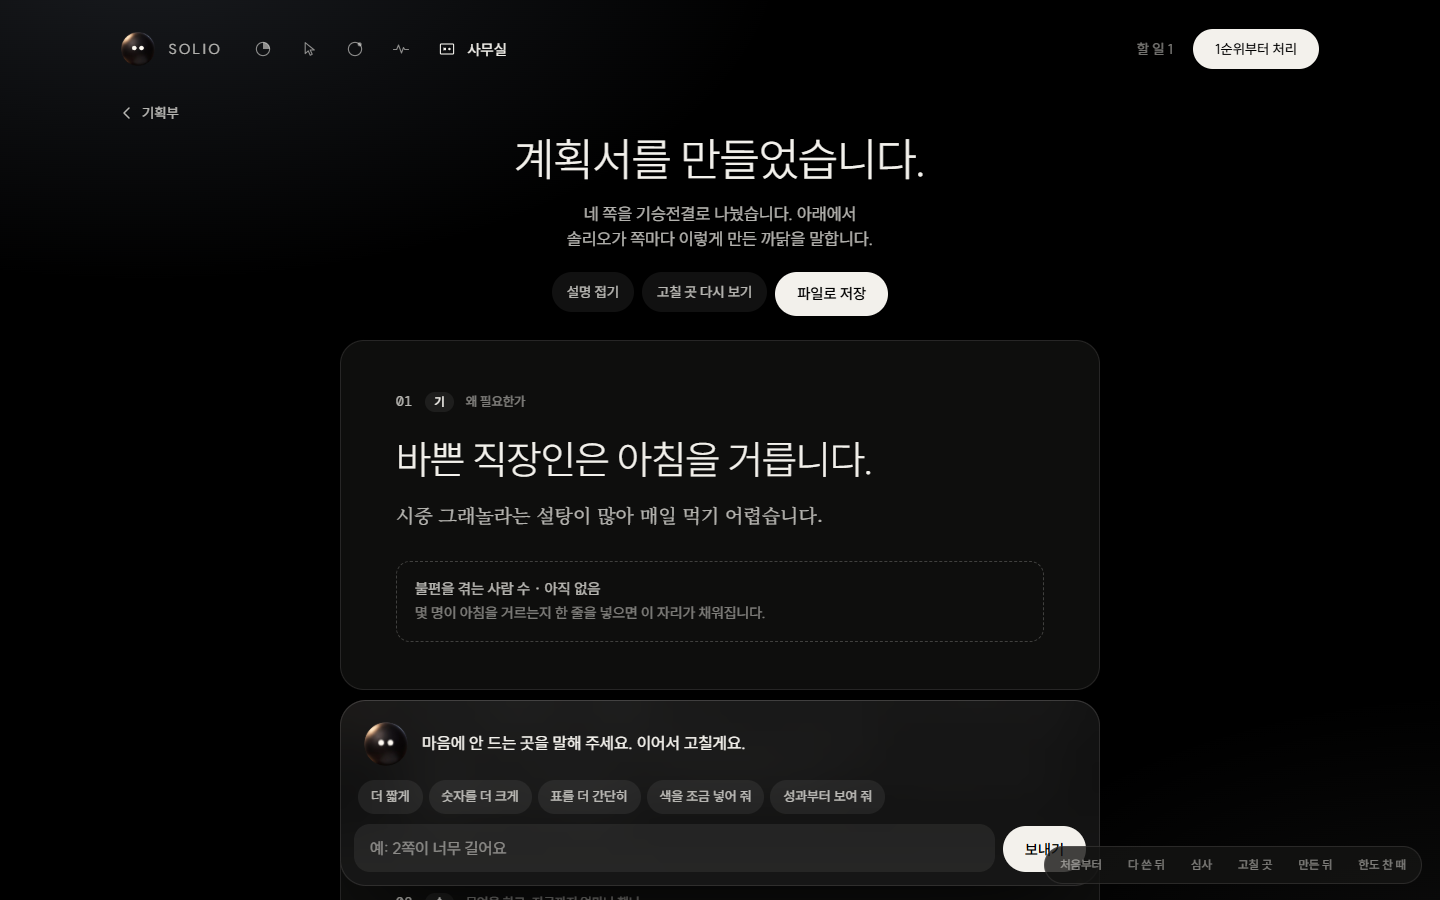 SOLIO
사무실
할 일 1
1순위부터 처리
기획부
계획서를 만들었습니다.
네 쪽을 기승전결로 나눴습니다. 아래에서
솔리오가 쪽마다 이렇게 만든 까닭을 말합니다.
설명 접기
고칠 곳 다시 보기
파일로 저장
01 기 왜 필요한가
바쁜 직장인은 아침을 거릅니다.
시중 그래놀라는 설탕이 많아 매일 먹기 어렵습니다.
불편을 겪는 사람 수 · 아직 없음
몇 명이 아침을 거르는지 한 줄을 넣으면 이 자리가 채워집니다.
마음에 안 드는 곳을 말해 주세요. 이어서 고칠게요.
더 짧게
숫자를 더 크게
표를 더 간단히
색을 조금 넣어 줘
성과부터 보여 줘
예: 2쪽이 너무 길어요
보내기
처음부터
다 쓴 뒤
심사
고칠 곳
만든 뒤
한도 찬 때